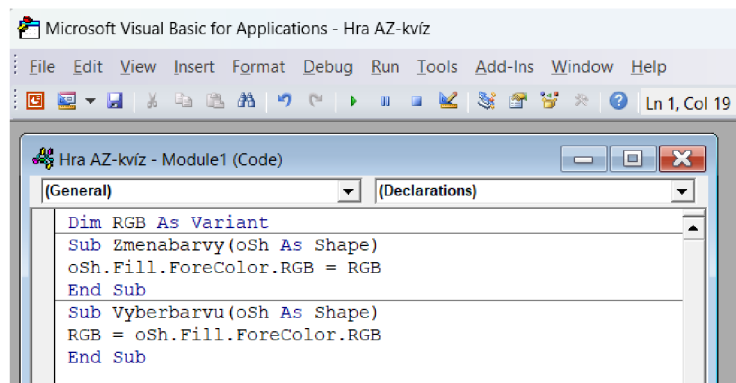 Microsoft Visual Basic for Applications - Hra AZ-kvíz
File Edit View Insert Format Debug Run Tools Add-Ins Window Help
Ln 1, Col 19
Hra AZ-kvíz - Module1 (Code)
(General) (Declarations)
Dim RGB As Variant
Sub Zmenabarvy(oSh As Shape)
oSh.Fill.ForeColor.RGB = RGB
End Sub
Sub Vyberbarvu(oSh As Shape)
RGB = oSh.Fill.ForeColor.RGB
End Sub